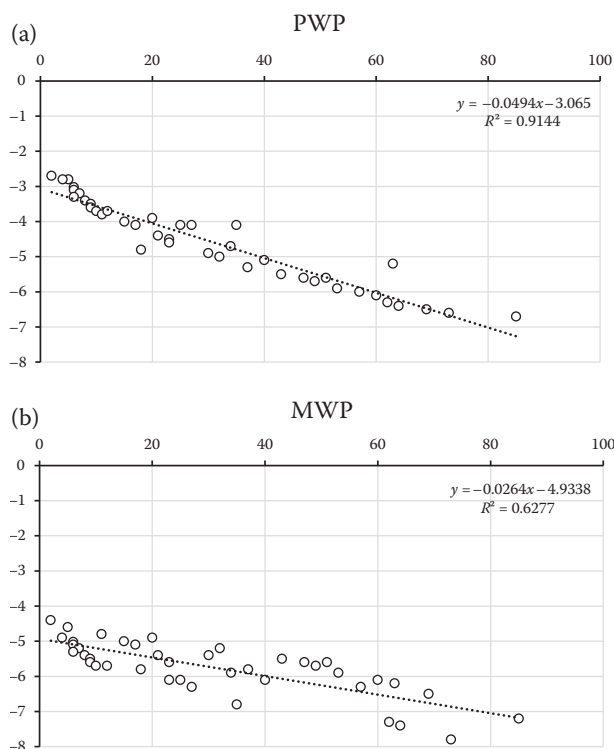 (a)
PWP
0 20 40 60 80 100
0
−1
−2
−3
−4
−5
−6
−7
−8
y = −0.0494x − 3.065
R² = 0.9144
(b)
MWP
0 20 40 60 80 100
0
−1
−2
−3
−4
−5
−6
−7
−8
y = −0.0264x − 4.9338
R² = 0.6277